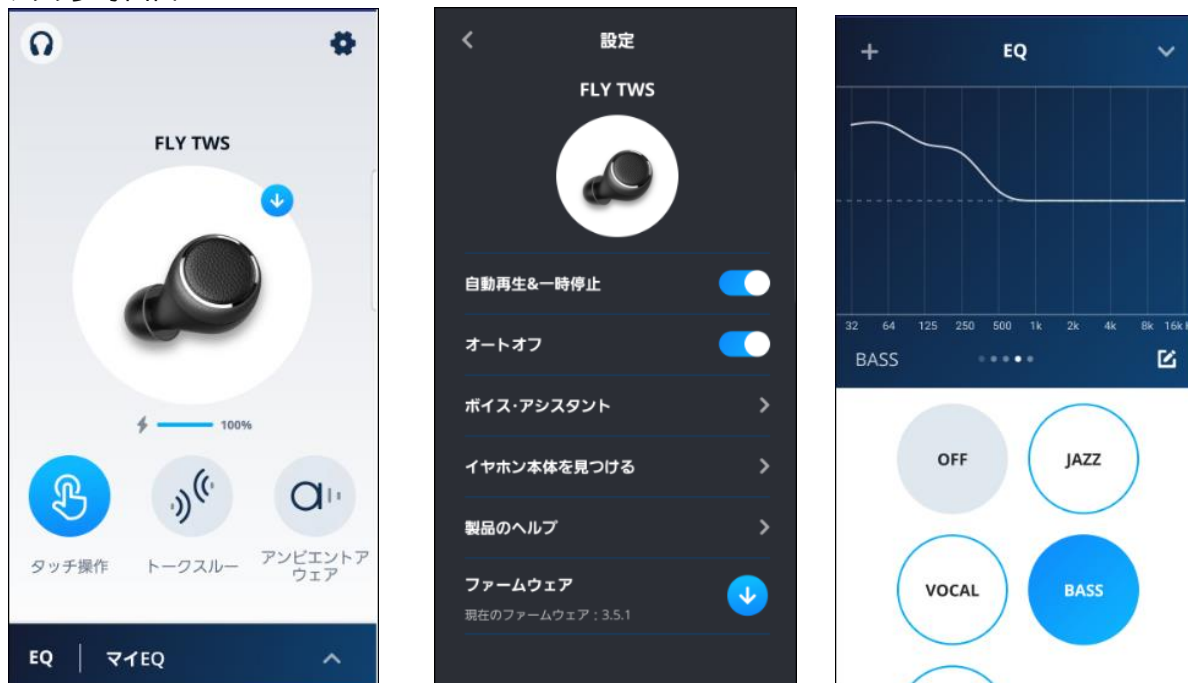 FLY TWS
100%
タッチ操作
トークスルー
アンビエントア
ウェア
EQ
マイEQ
設定
FLY TWS
自動再生&一時停止
オートオフ
ボイス・アシスタント
イヤホン本体を見つける
製品のヘルプ
ファームウェア
現在のファームウェア : 3.5.1
EQ
32 64 125 250 500 1k 2k 4k 8k 16k
BASS
OFF
JAZZ
VOCAL
BASS